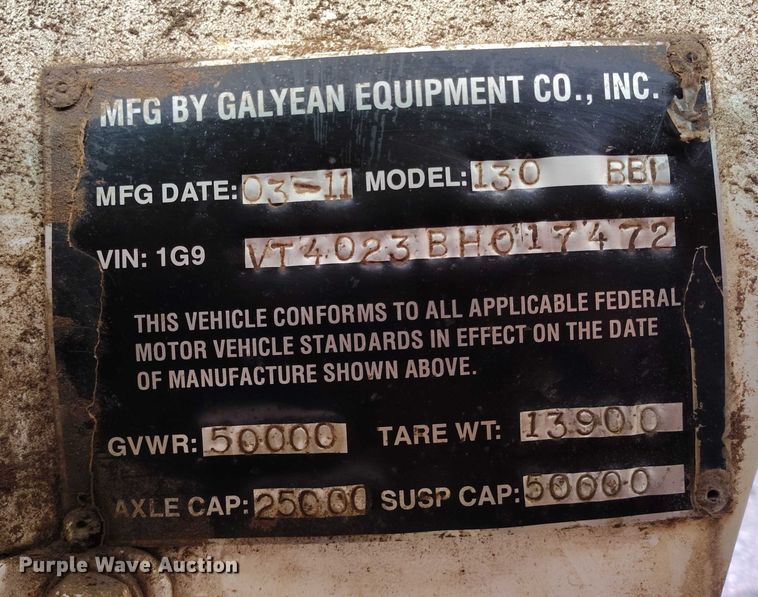 MFG BY GALYEAN EQUIPMENT CO., INC.
MFG DATE: 03-11 MODEL: 130 BBL
VIN: 1G9 VT4023BH017472
THIS VEHICLE CONFORMS TO ALL APPLICABLE FEDERAL
MOTOR VEHICLE STANDARDS IN EFFECT ON THE DATE
OF MANUFACTURE SHOWN ABOVE.
GVWR: 50000 TARE WT: 13900
AXLE CAP: 25000 SUSP CAP: 50000
Purple Wave Auction